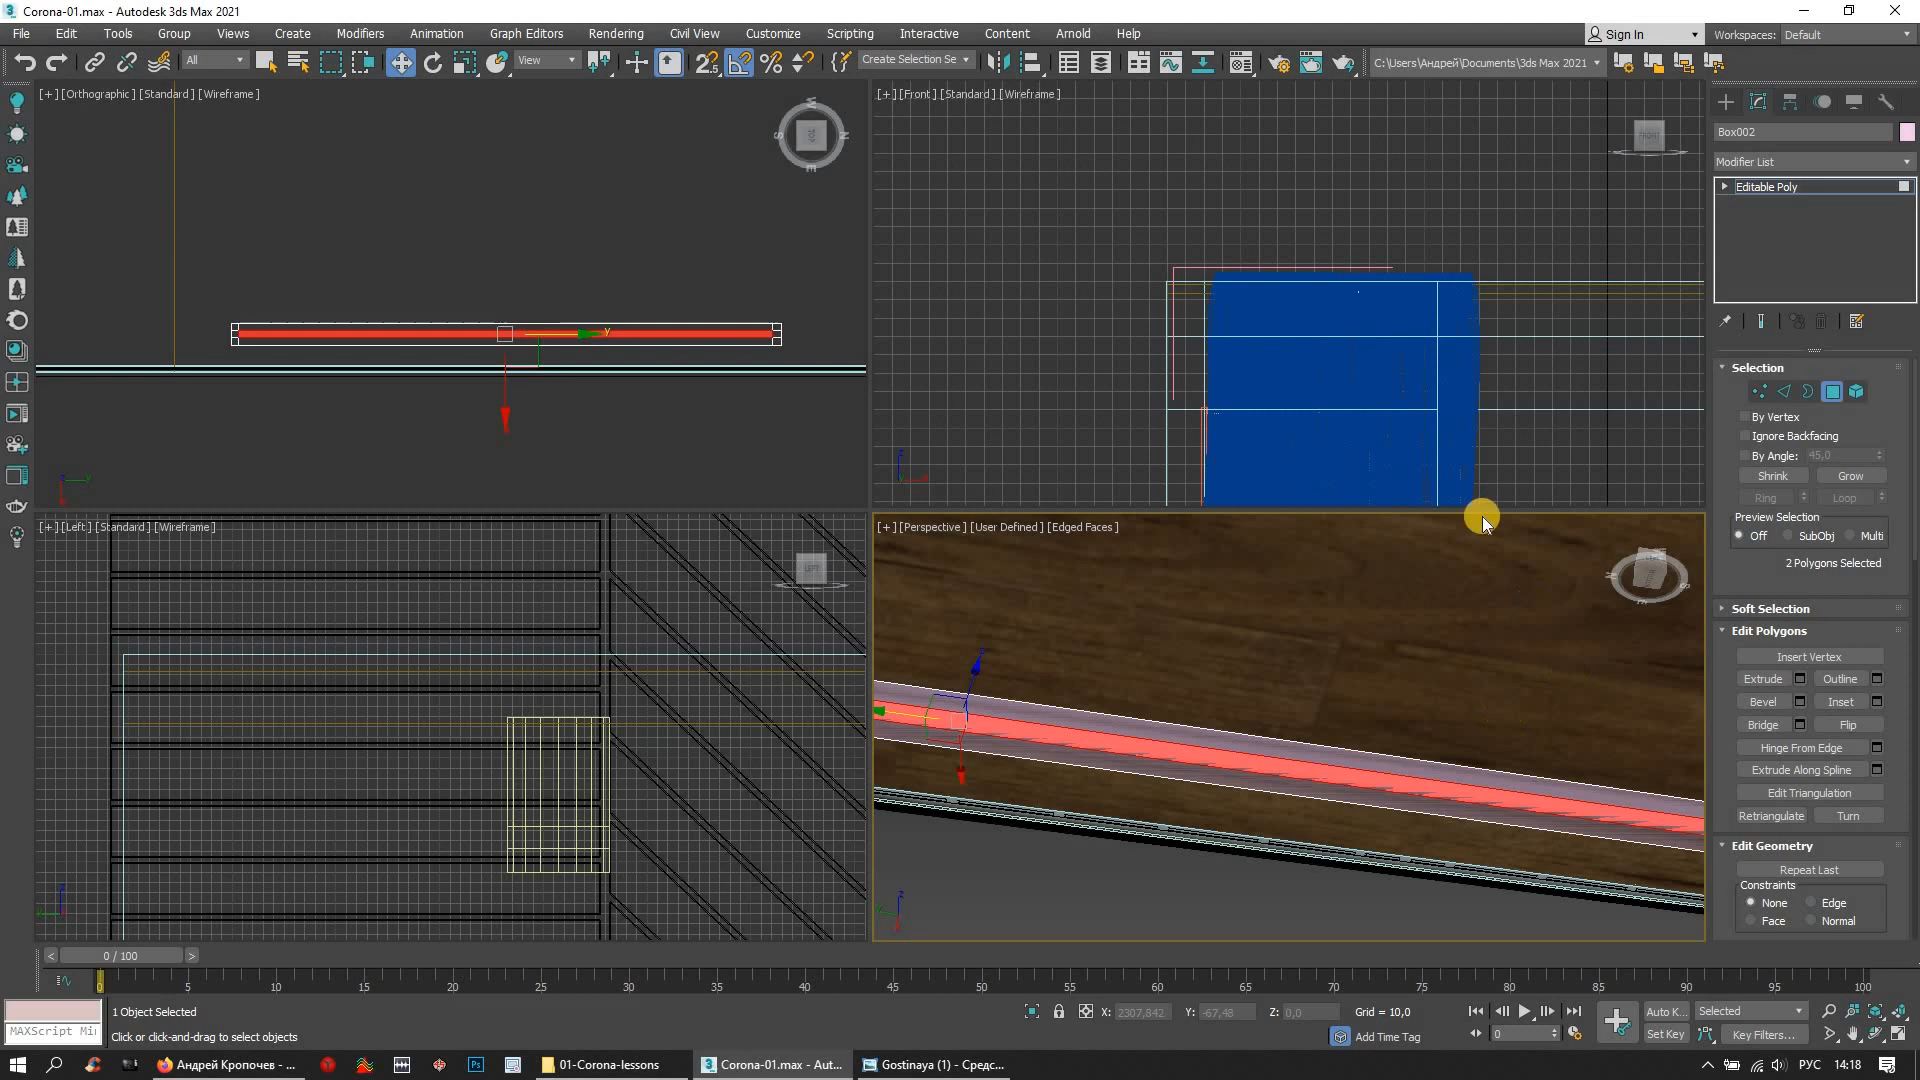 Corona-01.max - Autodesk 3ds Max 2021
File Edit Tools Group Views Create Modifiers Animation Graph Editors Rendering Civil View Customize Scripting Interactive Content Arnold Help
Sign In Workspaces: Default
All View Create Selection Se C:\Users\Андрей\Documents\3ds Max 2021
[+][Orthographic][Standard][Wireframe]
[+][Front][Standard][Wireframe]
Box002
Modifier List
Editable Poly
Selection
By Vertex
Ignore Backfacing
By Angle: 45,0
Shrink Grow
Ring Loop
Preview Selection
Off SubObj Multi
2 Polygons Selected
[+][Left][Standard][Wireframe]
LEFT
[+][Perspective][User Defined][Edged Faces]
Soft Selection
Edit Polygons
Insert Vertex
Extrude Outline
Bevel Inset
Bridge Flip
Hinge From Edge
Extrude Along Spline
Edit Triangulation
Retriangulate Turn
Edit Geometry
Repeat Last
Constraints
None Edge
Face Normal
< 0 / 100 >
0 5 10 15 20 25 30 35 40 45 50 55 60 65 70 75 80 85 90 95 100
1 Object Selected
X: 2307,842 Y: -67,48 Z: 0,0 Grid = 10,0
Auto K... Selected
MAXScript Mi
Click or click-and-drag to select objects
Add Time Tag
0
Set Key Key Filters...
Андрей Кропочев - ...
01-Corona-lessons
Corona-01.max - Aut...
Gostinaya (1) - Средс...
РУС 14:18